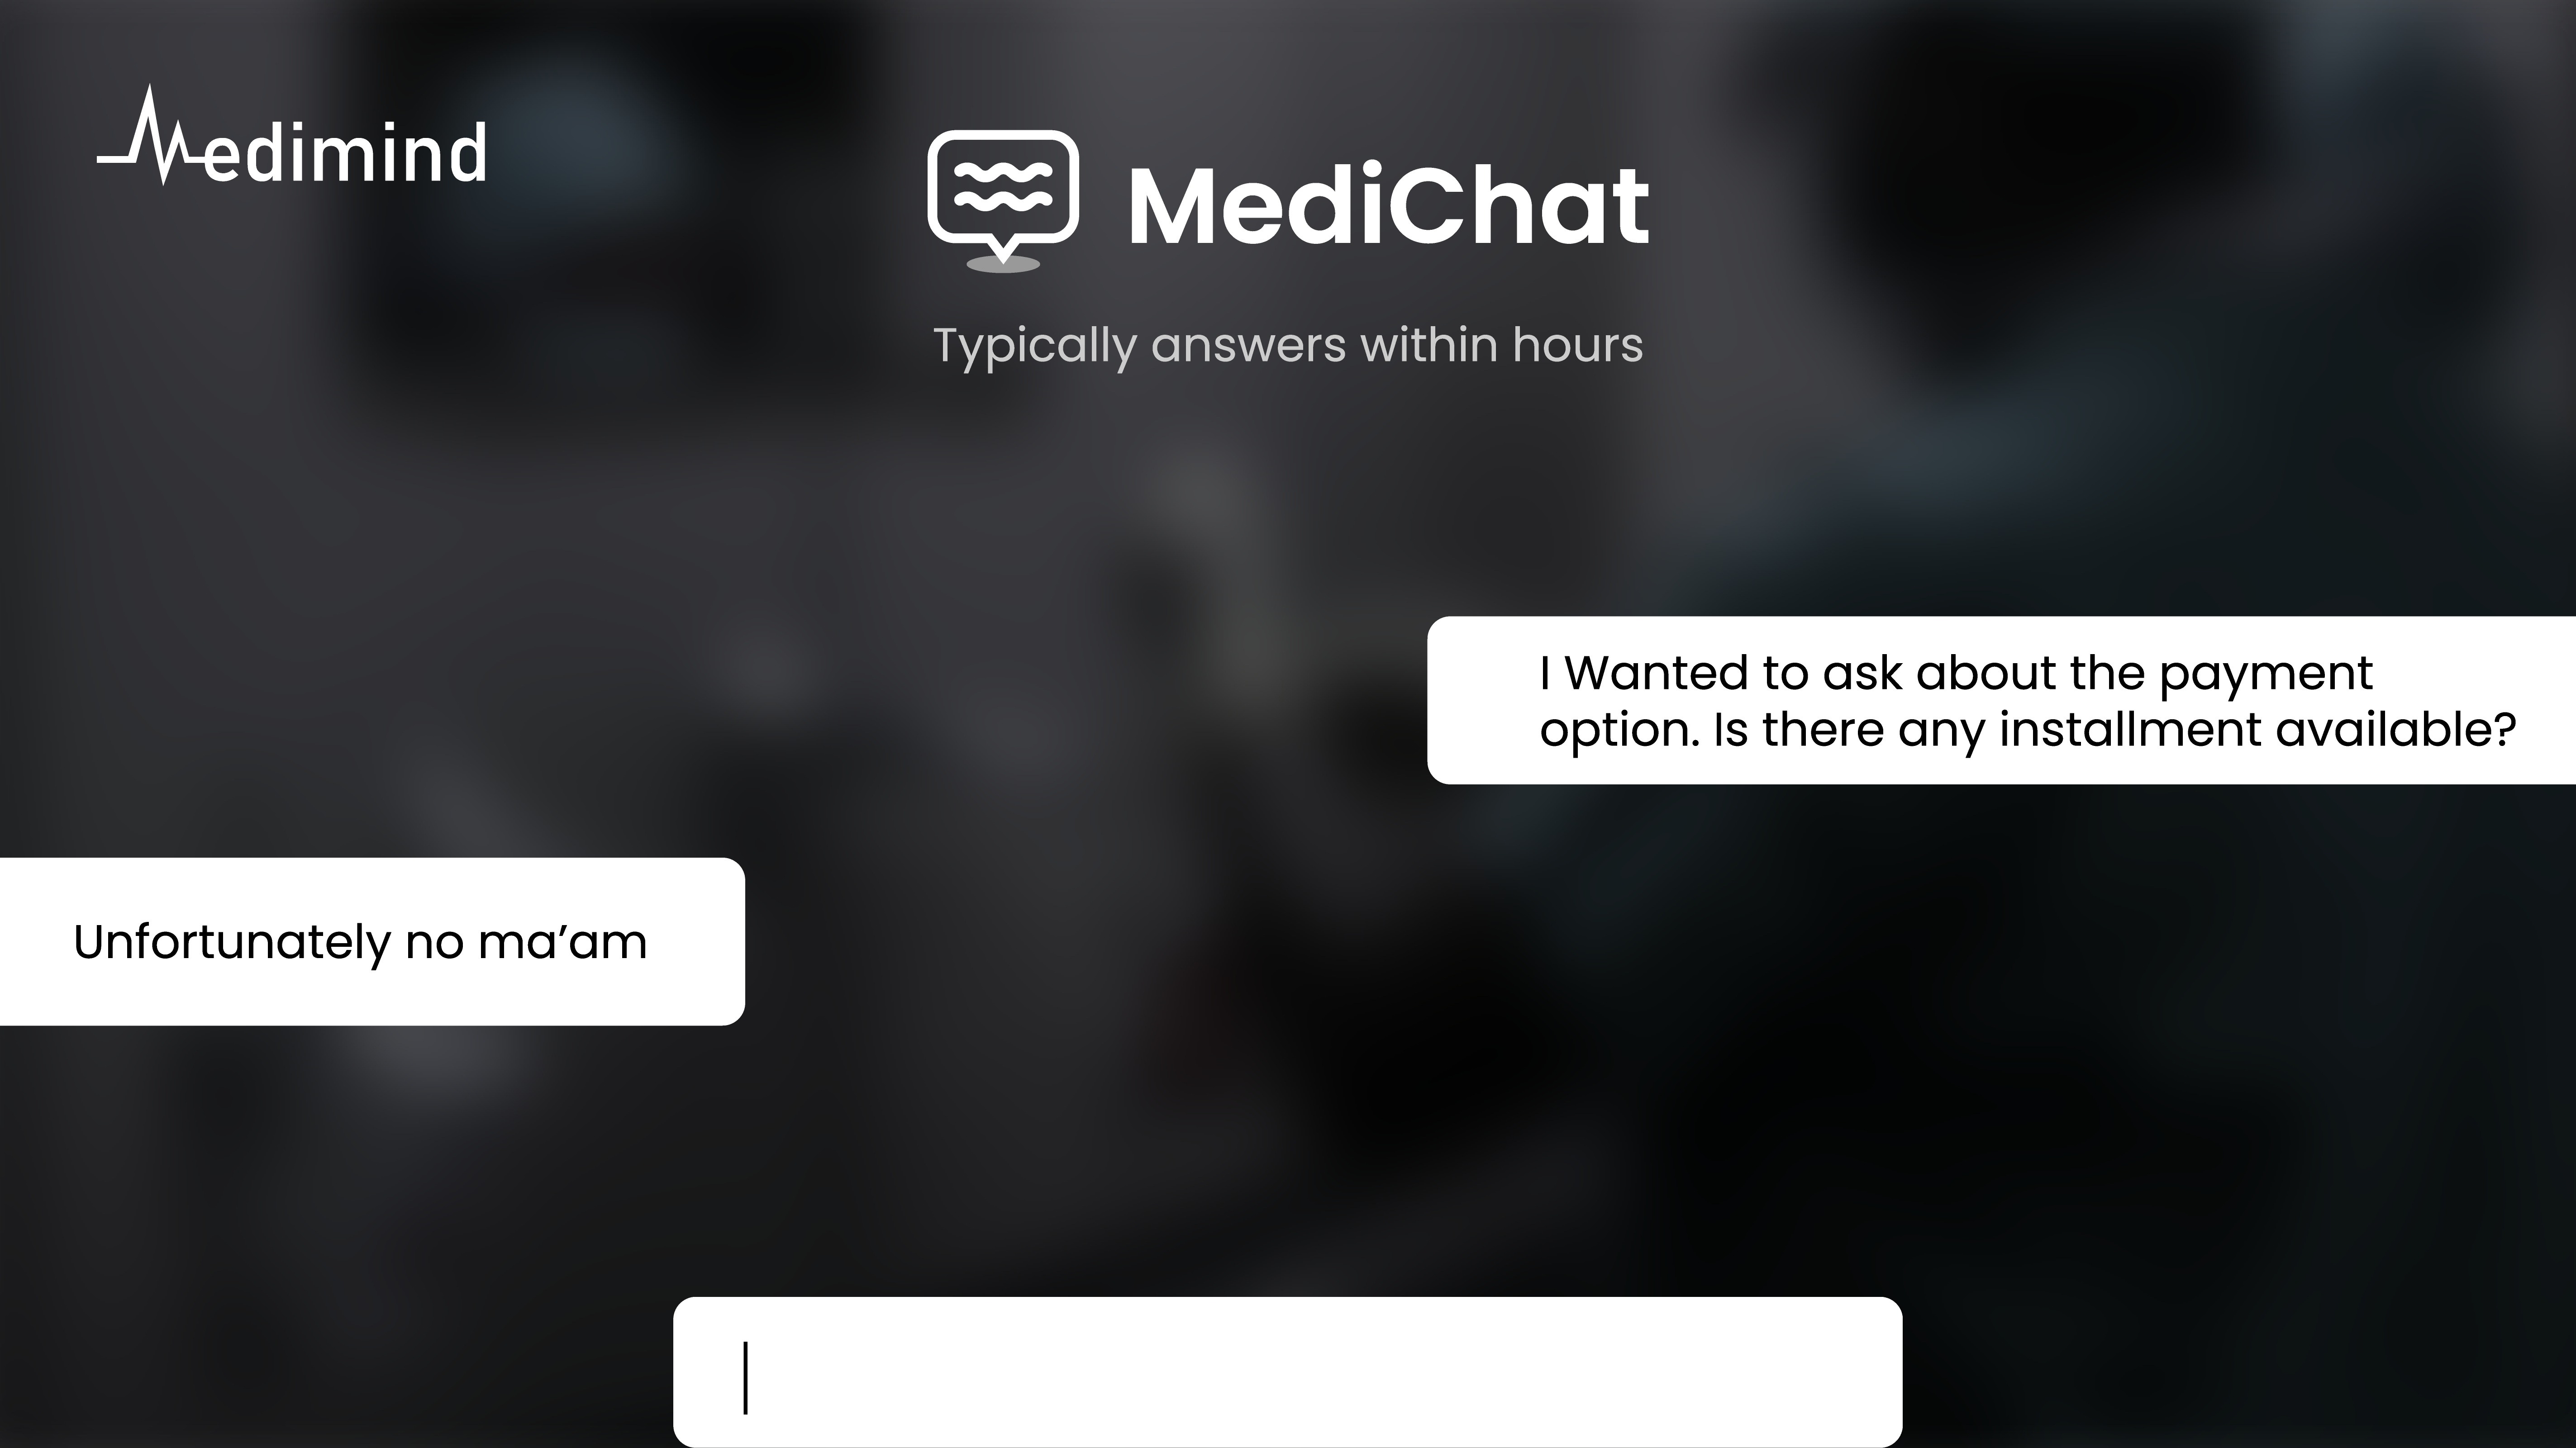 Medimind
MediChat
Typically answers within hours
I Wanted to ask about the payment
option. Is there any installment available?
Unfortunately no ma’am